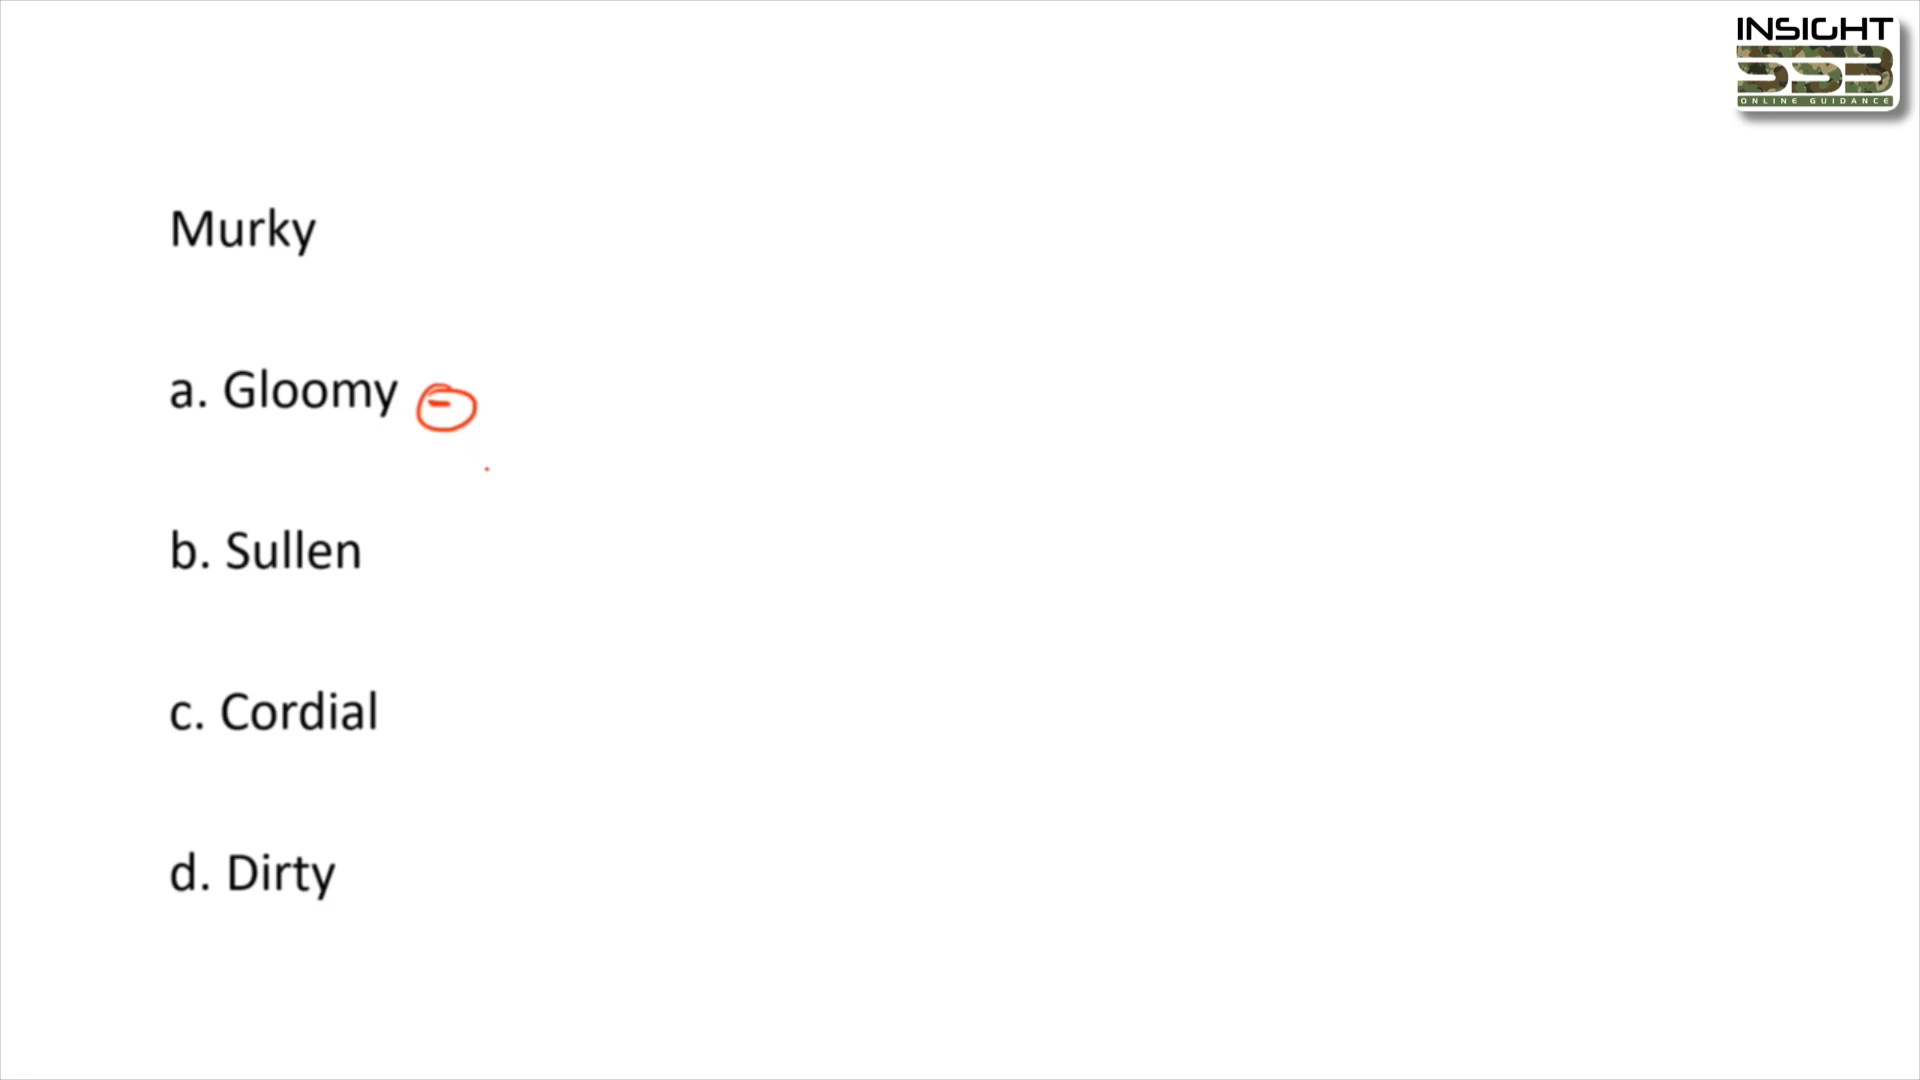 INSIGHT
SSB
ONLINE GUIDANCE
Murky
a. Gloomy
b. Sullen
c. Cordial
d. Dirty